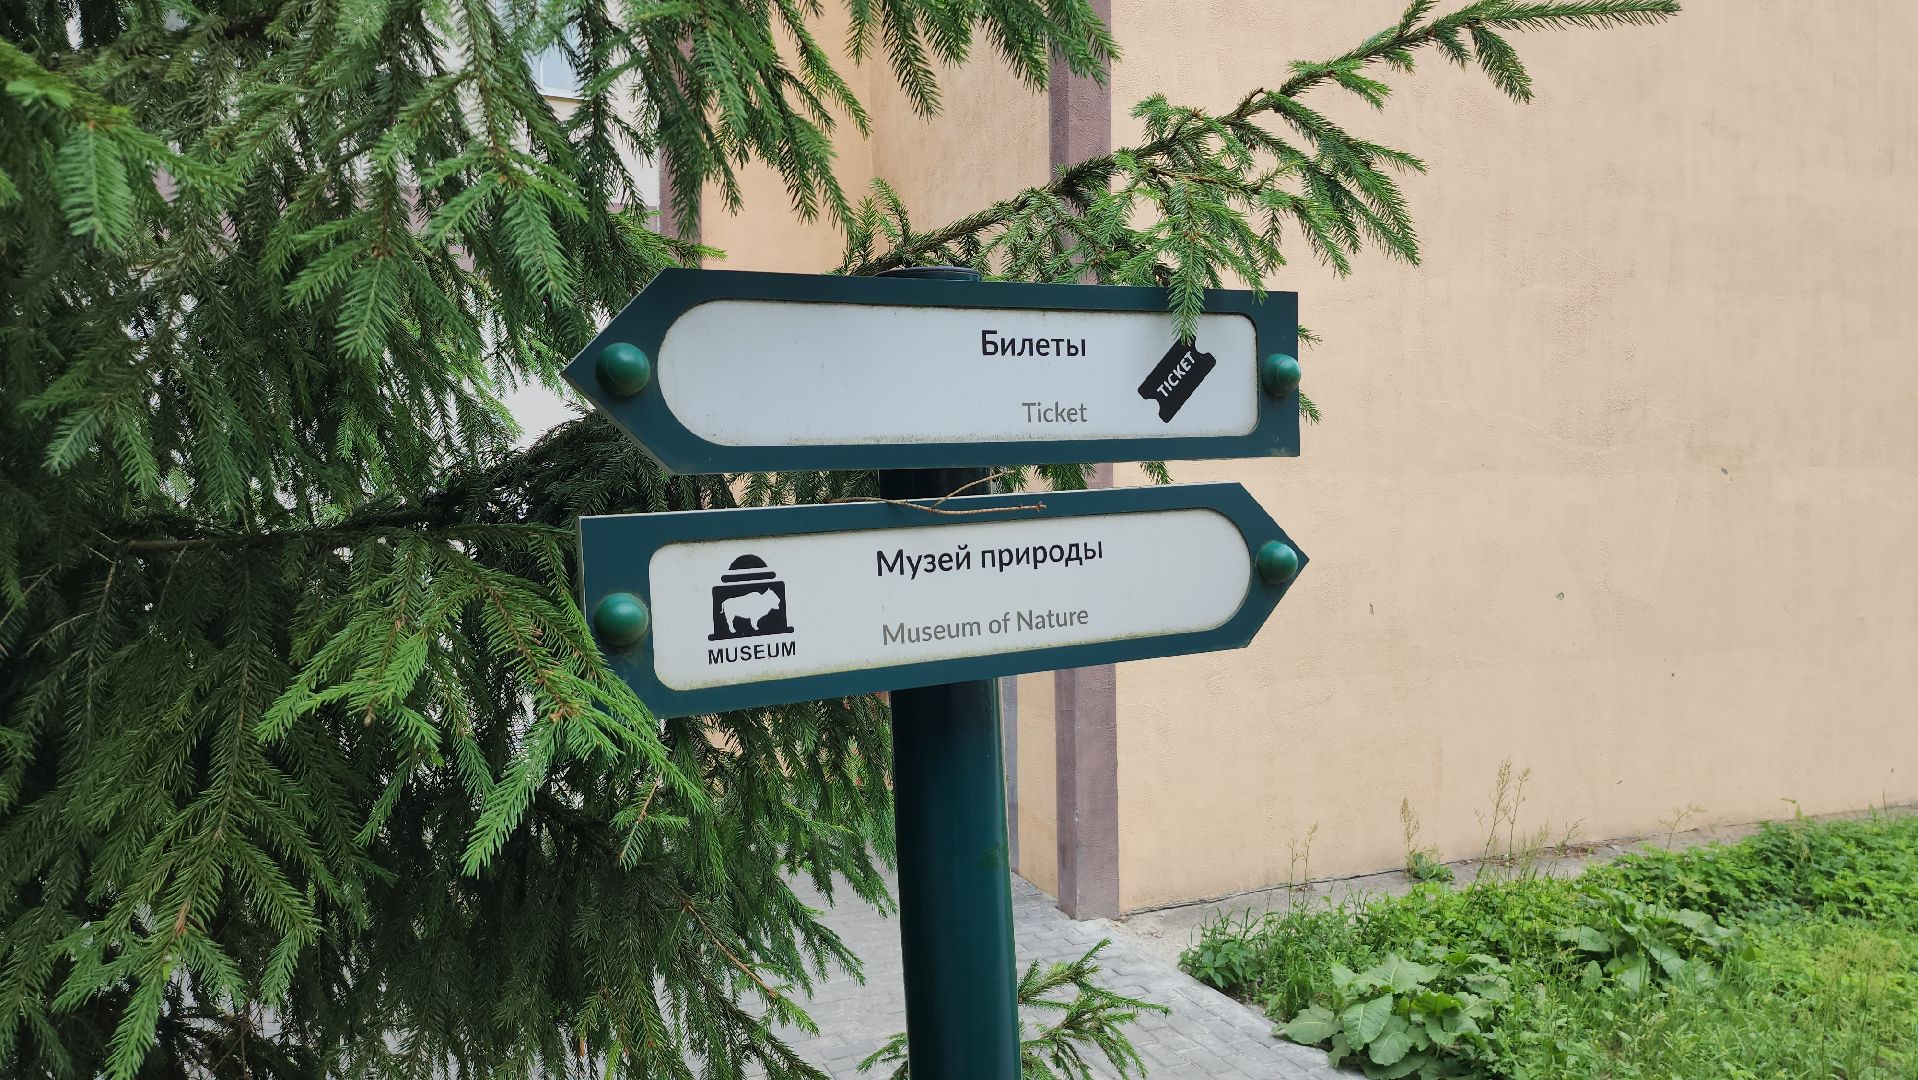 Билеты
Ticket
TICKET
Музей природы
Museum of Nature
MUSEUM